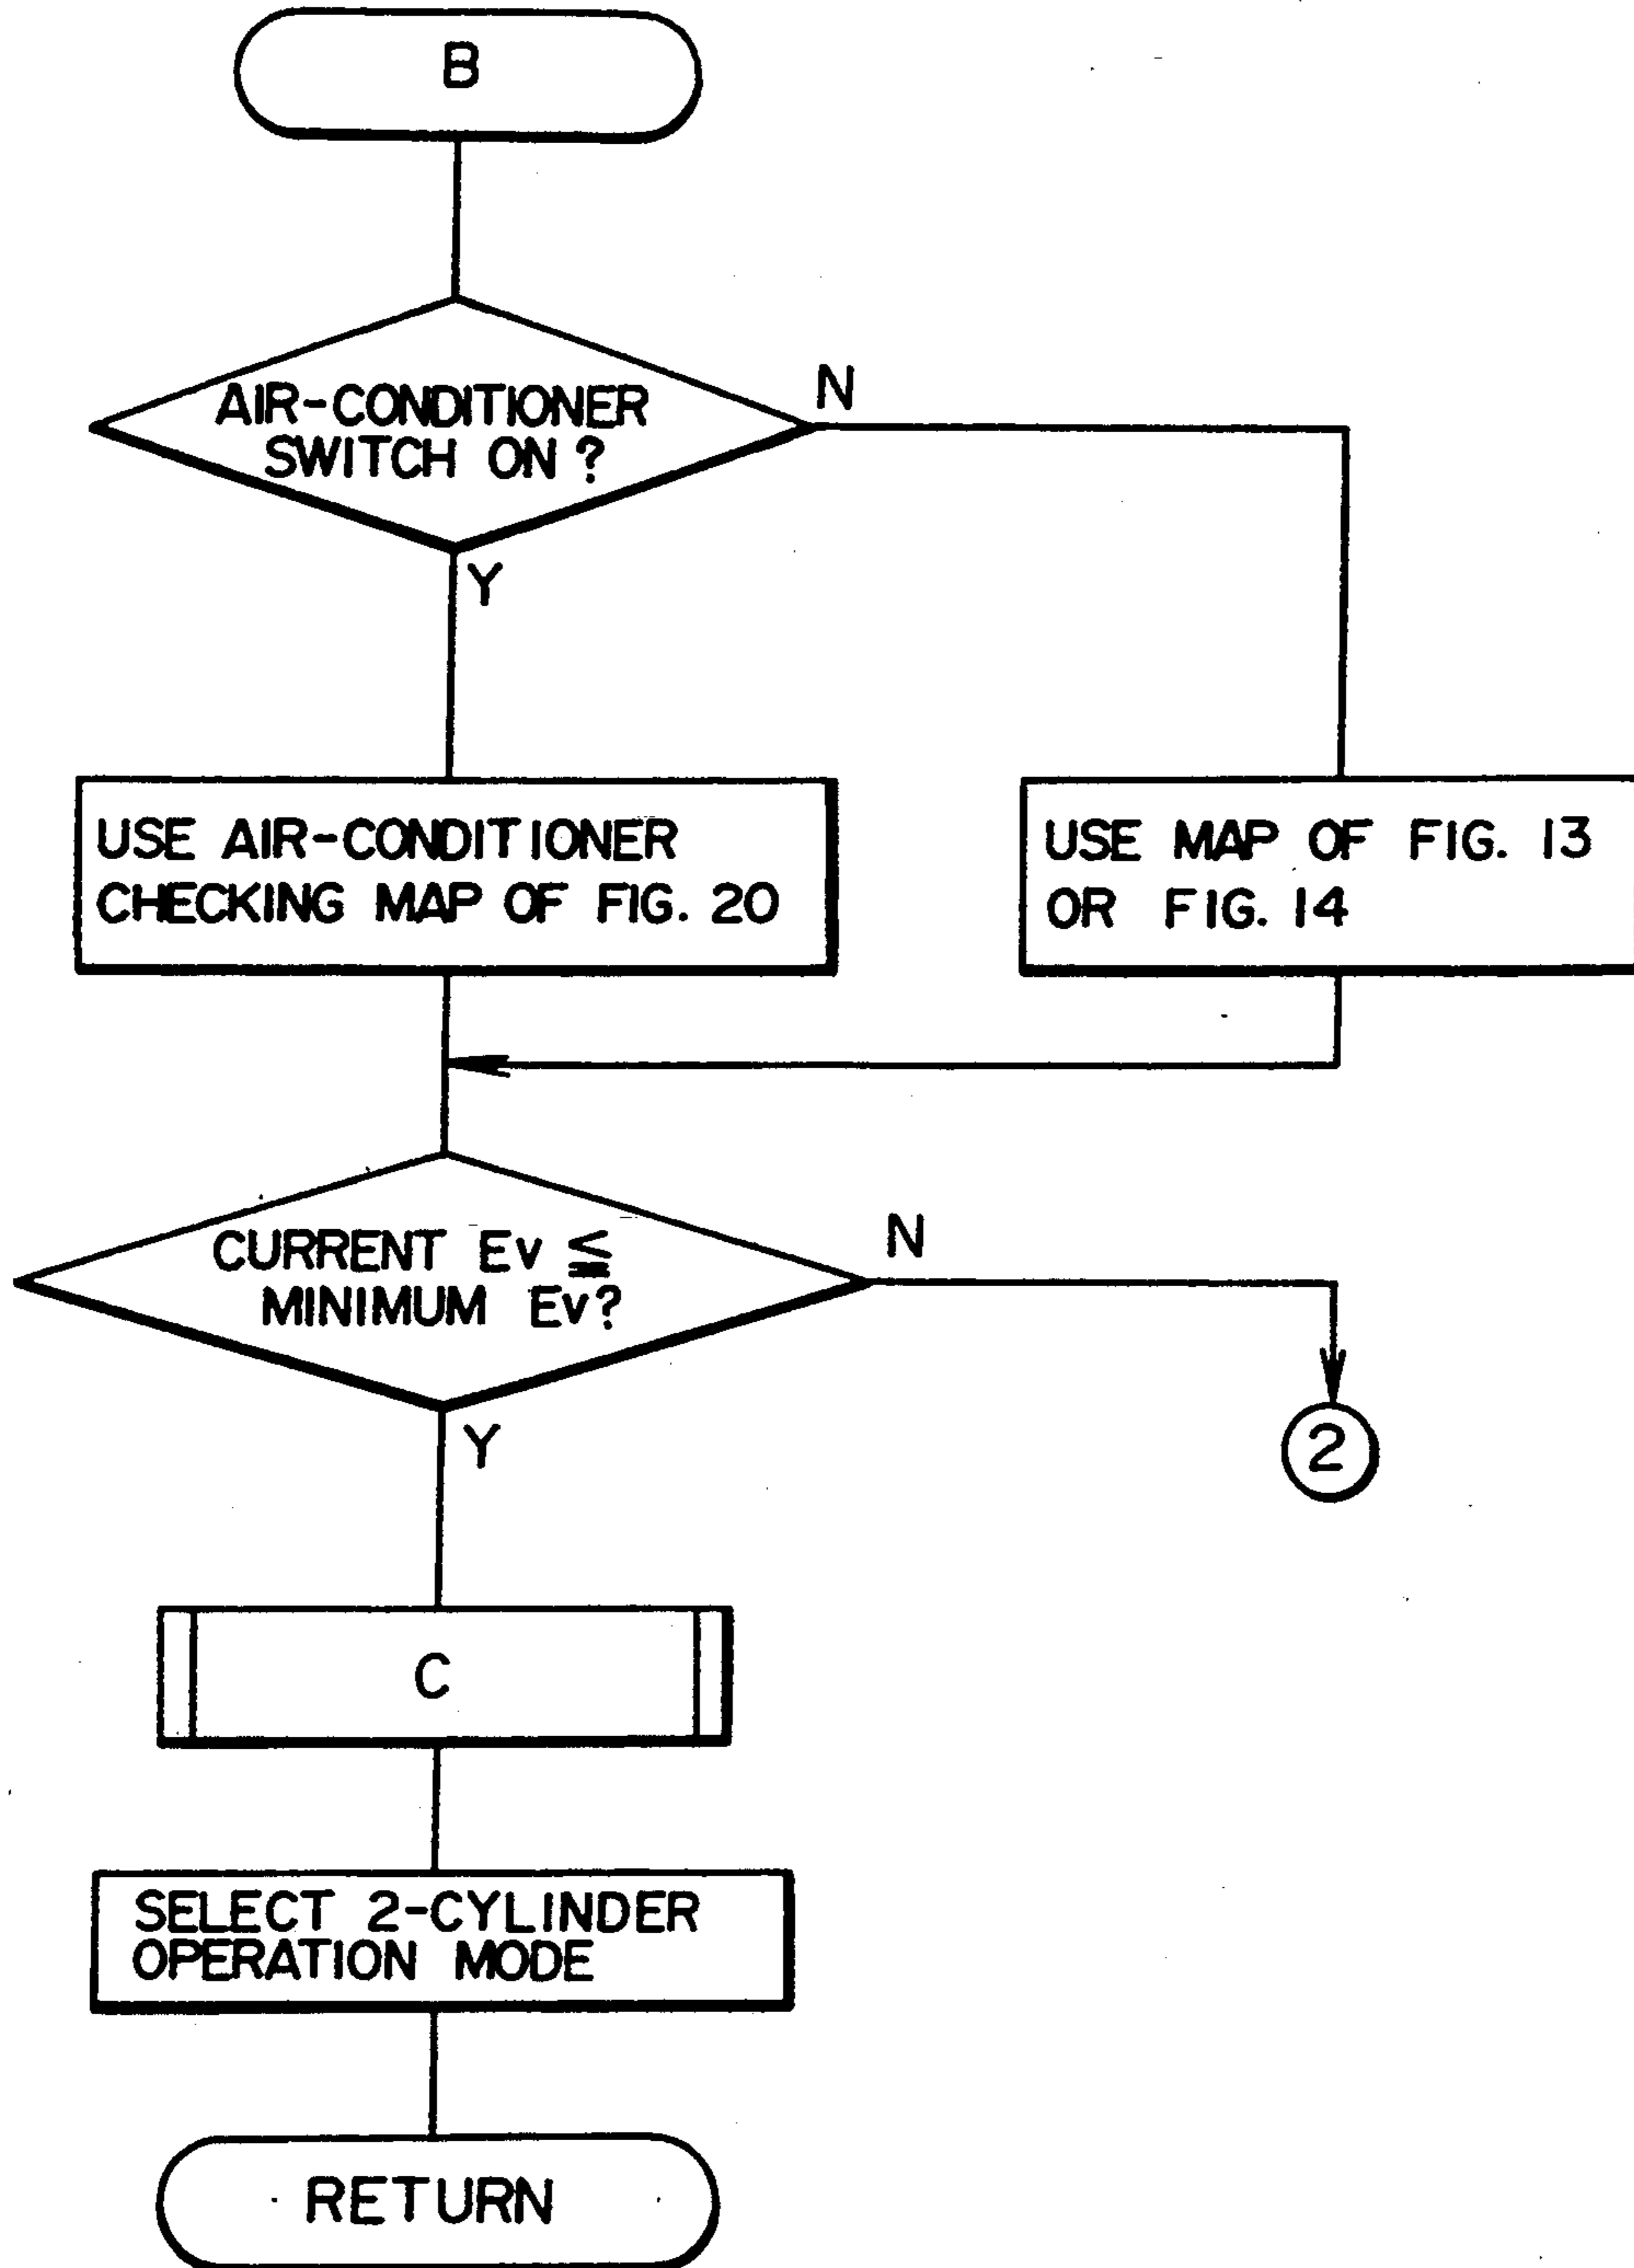 B
AIR-CONDITIONER
SWITCH ON ?
N
Y
USE AIR-CONDITIONER
CHECKING MAP OF FIG. 20
USE MAP OF FIG. 13
OR FIG. 14
CURRENT Ev ≦
MINIMUM Ev?
N
Y
2
C
SELECT 2-CYLINDER
OPERATION MODE
RETURN